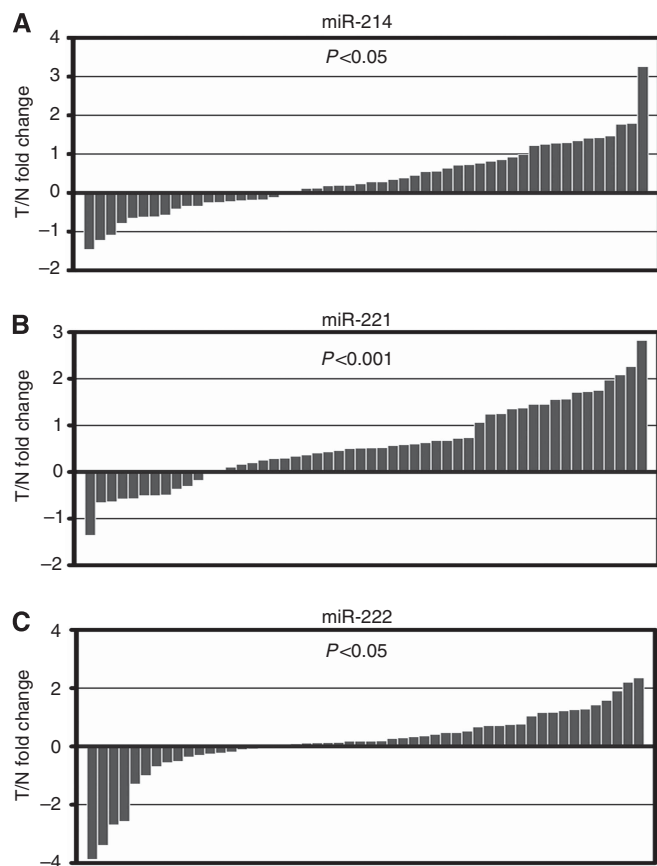 A
miR-214
P<0.05
T/N fold change
4
3
2
1
0
–1
–2
B
miR-221
P<0.001
T/N fold change
3
2
1
0
–1
–2
C
miR-222
P<0.05
T/N fold change
4
2
0
–2
–4